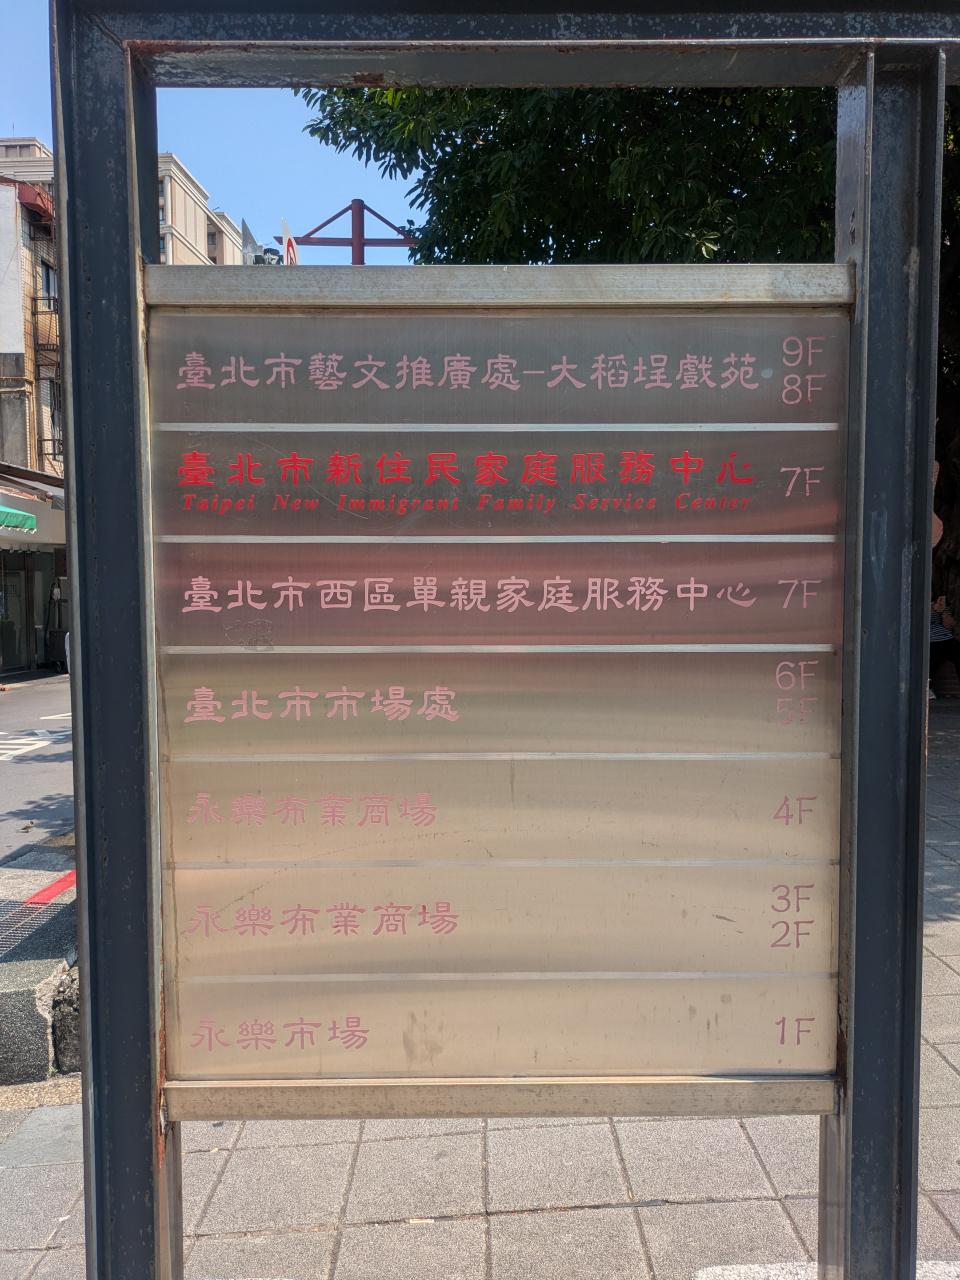 臺北市藝文推廣處－大稻埕戲苑 9F 8F
臺北市新住民家庭服務中心 7F
Taipei New Immigrant Family Service Center
臺北市西區單親家庭服務中心 7F
臺北市市場處 6F 5F
永樂布業商場 4F
永樂布業商場 3F 2F
永樂市場 1F